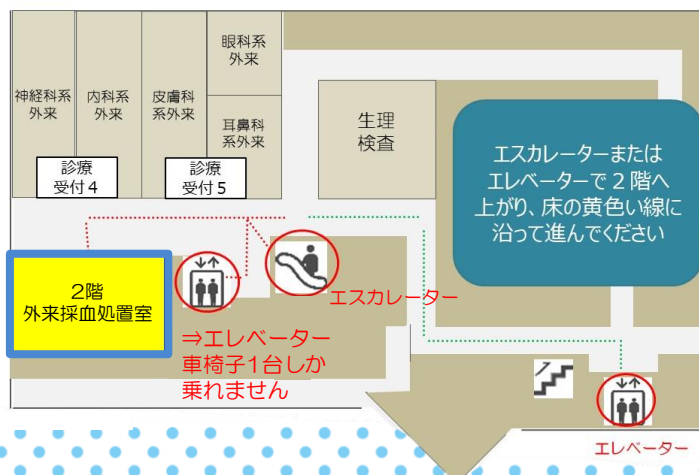 眼科系
外来
神経科系
外来
内科系
外来
皮膚科
系外来
耳鼻科
系外来
生理
検査
診療
受付4
診療
受付5
エスカレーターまたは
エレベーターで2階へ
上がり、床の黄色い線に
沿って進んでください
2階
外来採血処置室
エスカレーター
⇒エレベーター
車椅子1台しか
乗れません
エレベーター